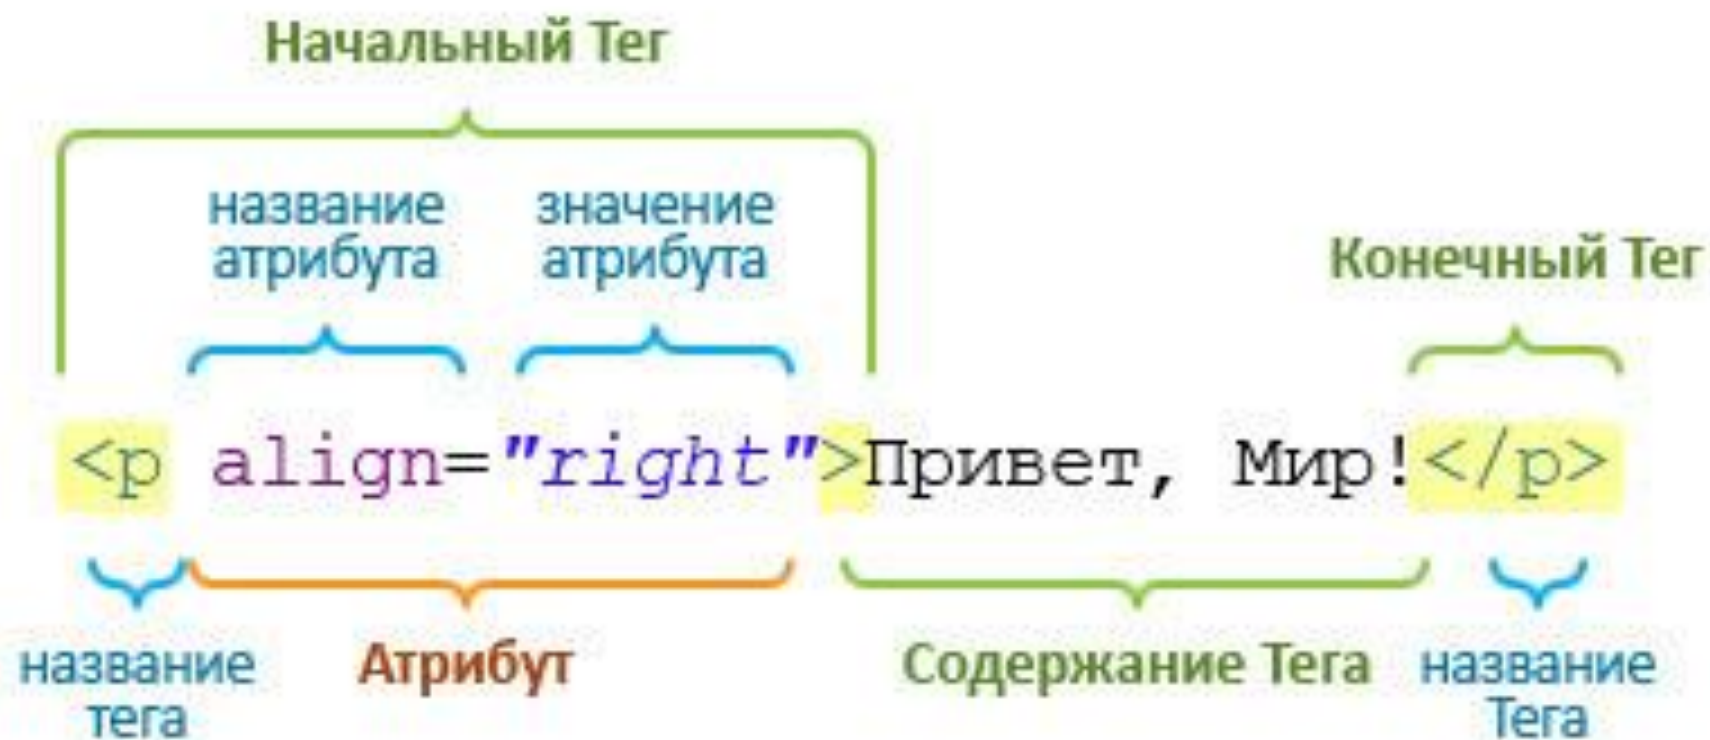 Начальный Тег
название
атрибута
значение
атрибута
Конечный Тег
<p align="right">Привет, Мир!</p>
название
тега
Атрибут
Содержание Тега
название
Тега